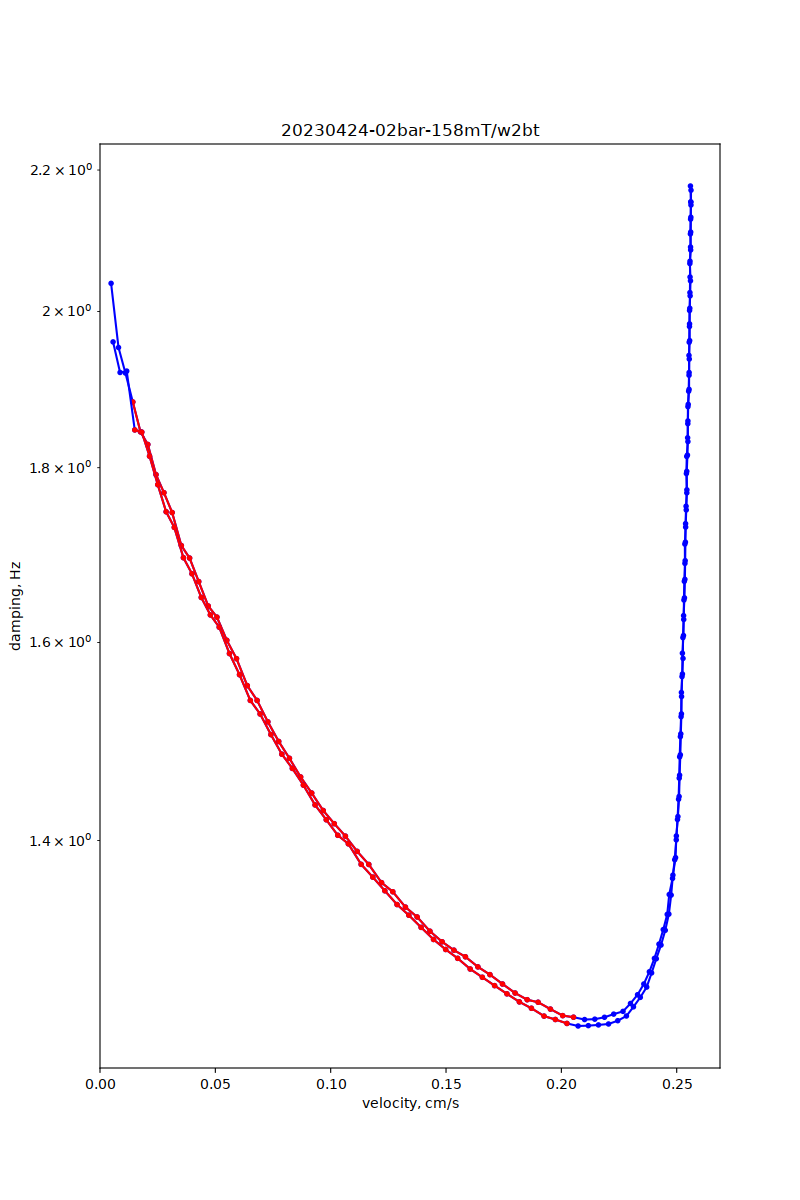 20230424-02bar-158mT/w2bt
2.2 × 10⁰
2 × 10⁰
1.8 × 10⁰
1.6 × 10⁰
1.4 × 10⁰
damping, Hz
0.00 0.05 0.10 0.15 0.20 0.25
velocity, cm/s